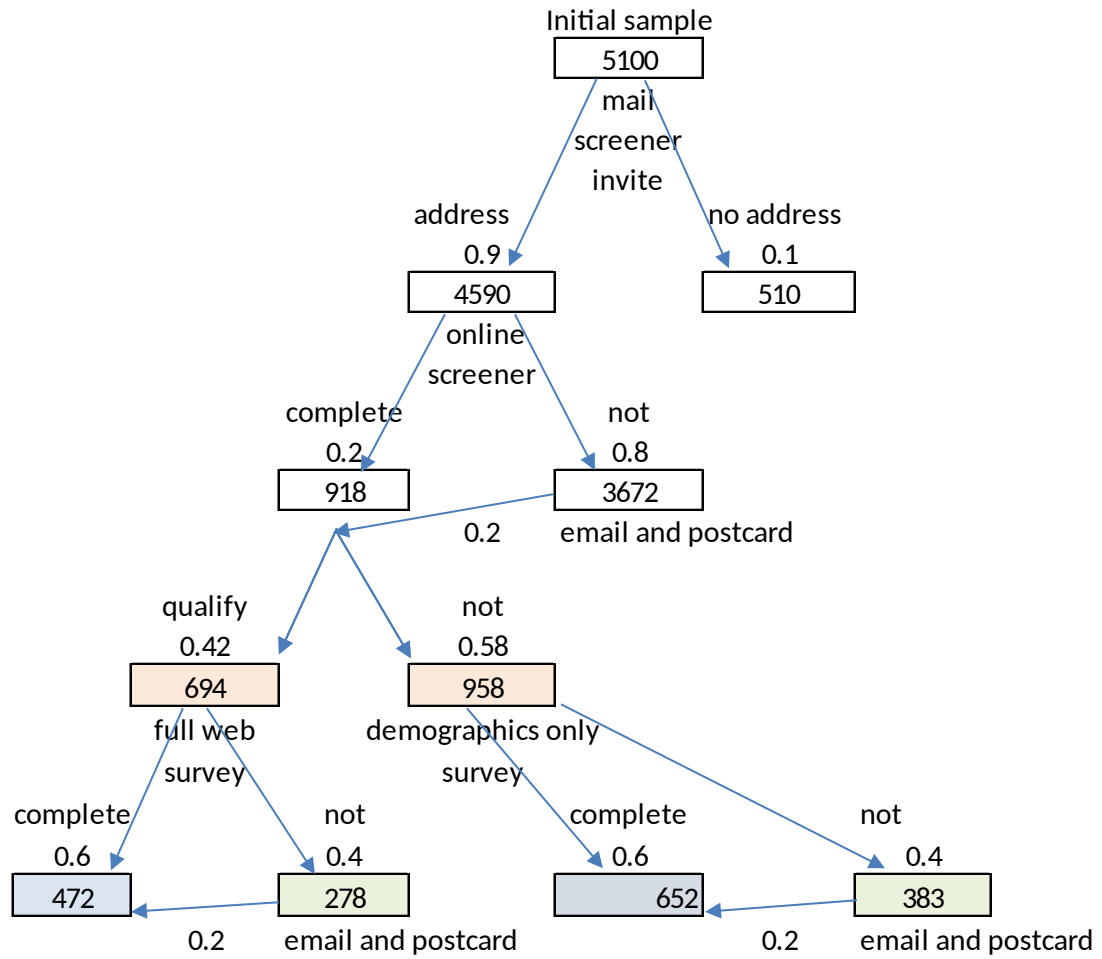 Initial sample
5100
mail
screener
invite
address
no address
0.9
0.1
4590
510
online
screener
complete
not
0.2
0.8
918
3672
0.2
email and postcard
qualify
not
0.42
0.58
694
958
full web
demographics only
survey
survey
complete
not
complete
not
0.6
0.4
0.6
0.4
472
278
652
383
0.2
email and postcard
0.2
email and postcard